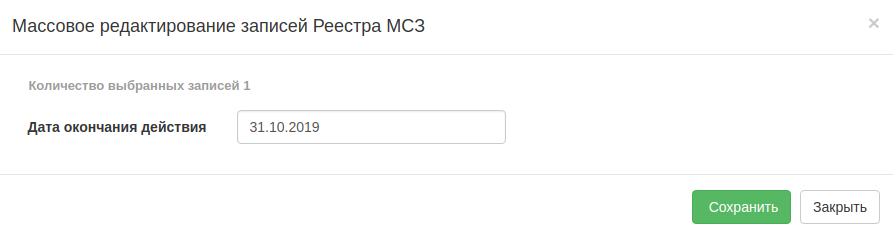 Массовое редактирование записей Реестра МСЗ
×
Количество выбранных записей 1
Дата окончания действия 31.10.2019
Сохранить Закрыть